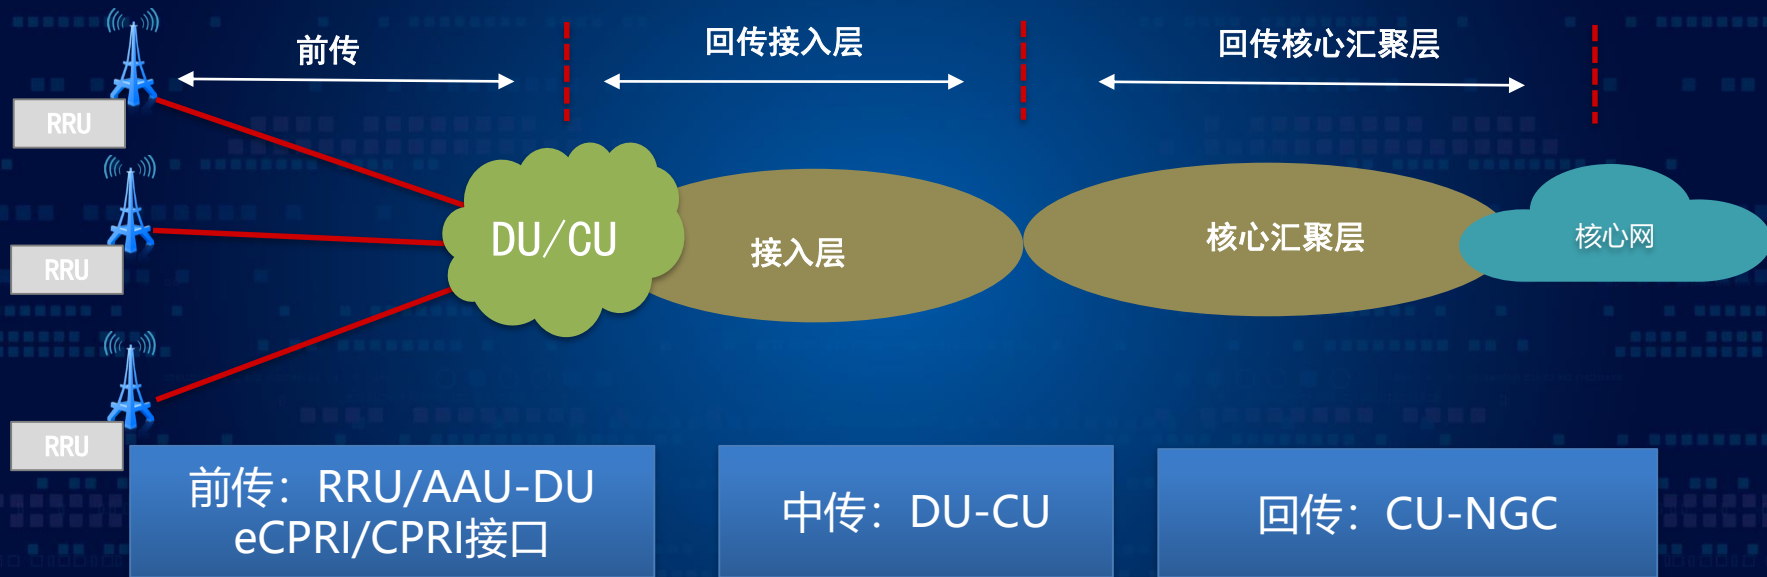 前传
回传接入层
回传核心汇聚层
RRU
RRU
RRU
DU/CU
接入层
核心汇聚层
核心网
前传：RRU/AAU-DU
eCPRI/CPRI接口
中传：DU-CU
回传：CU-NGC